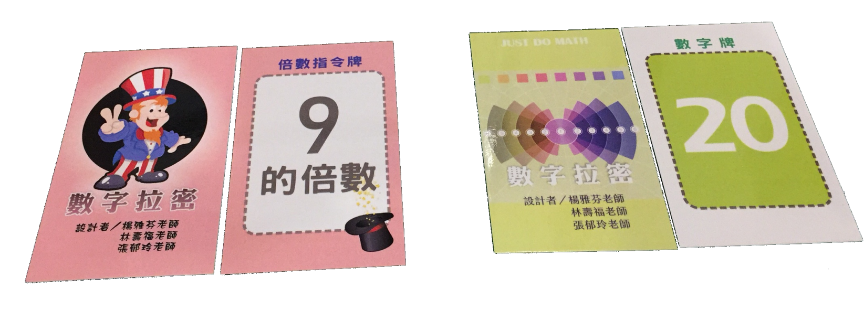 數字拉密
設計者／楊雅芬老師
林壽福老師
張郁玲老師
倍數指令牌
9
的倍數
JUST DO MATH
數字拉密
設計者／楊雅芬老師
林壽福老師
張郁玲老師
數字牌
20